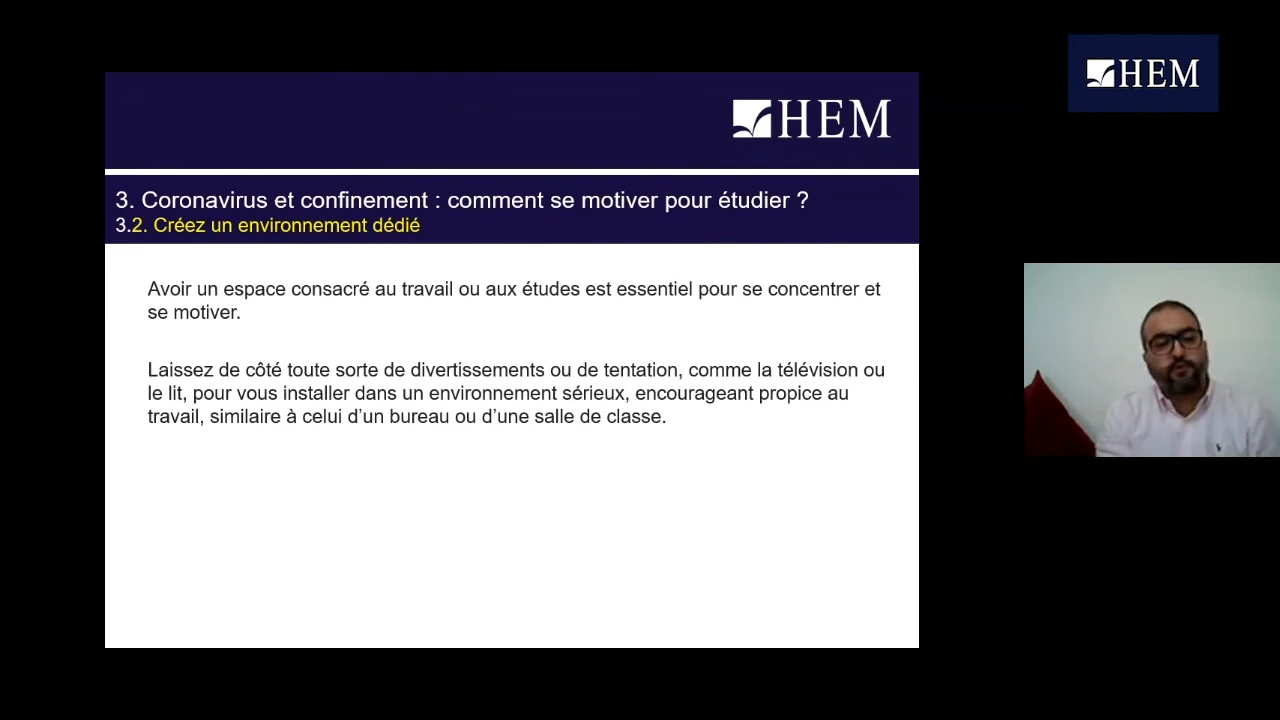 HEM
HEM
3. Coronavirus et confinement : comment se motiver pour étudier ?
3.2. Créez un environnement dédié
Avoir un espace consacré au travail ou aux études est essentiel pour se concentrer et
se motiver.
Laissez de côté toute sorte de divertissements ou de tentation, comme la télévision ou
le lit, pour vous installer dans un environnement sérieux, encourageant propice au
travail, similaire à celui d’un bureau ou d’une salle de classe.